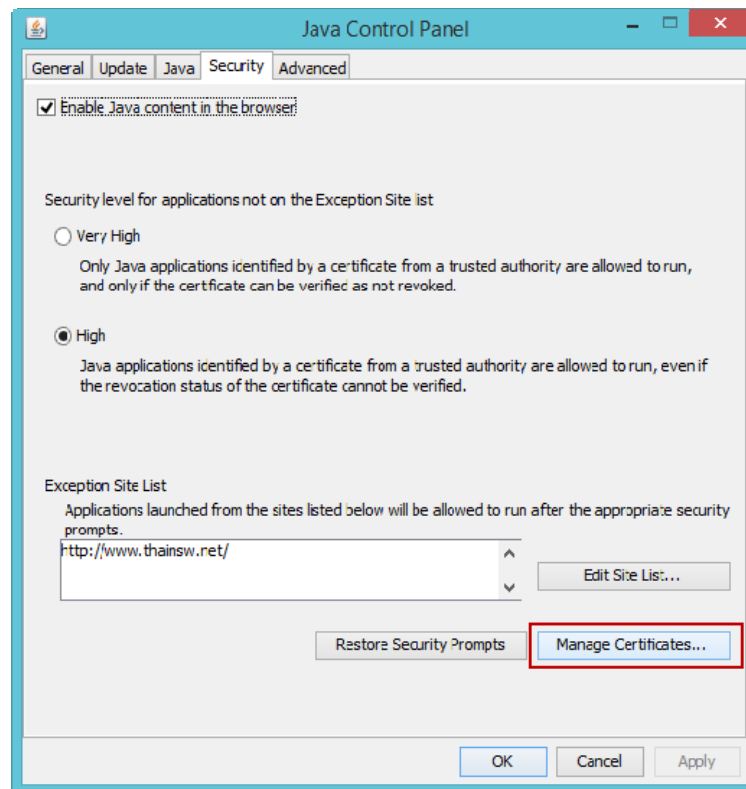 Java Control Panel
General Update Java Security Advanced
Enable Java content in the browser
Security level for applications not on the Exception Site list
Very High
Only Java applications identified by a certificate from a trusted authority are allowed to run,
and only if the certificate can be verified as not revoked.
High
Java applications identified by a certificate from a trusted authority are allowed to run, even if
the revocation status of the certificate cannot be verified.
Exception Site List
Applications launched from the sites listed below will be allowed to run after the appropriate security
prompts.
http://www.thainsw.net/
Edit Site List...
Restore Security Prompts Manage Certificates...
OK Cancel Apply